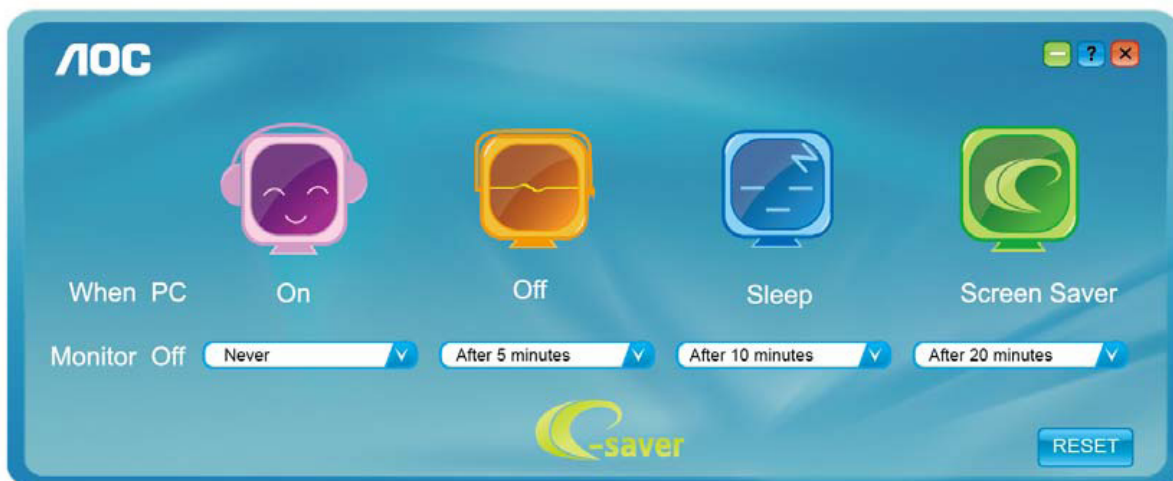 AOC
?
When PC On Off Sleep Screen Saver
Monitor Off Never After 5 minutes After 10 minutes After 20 minutes
e-saver
RESET